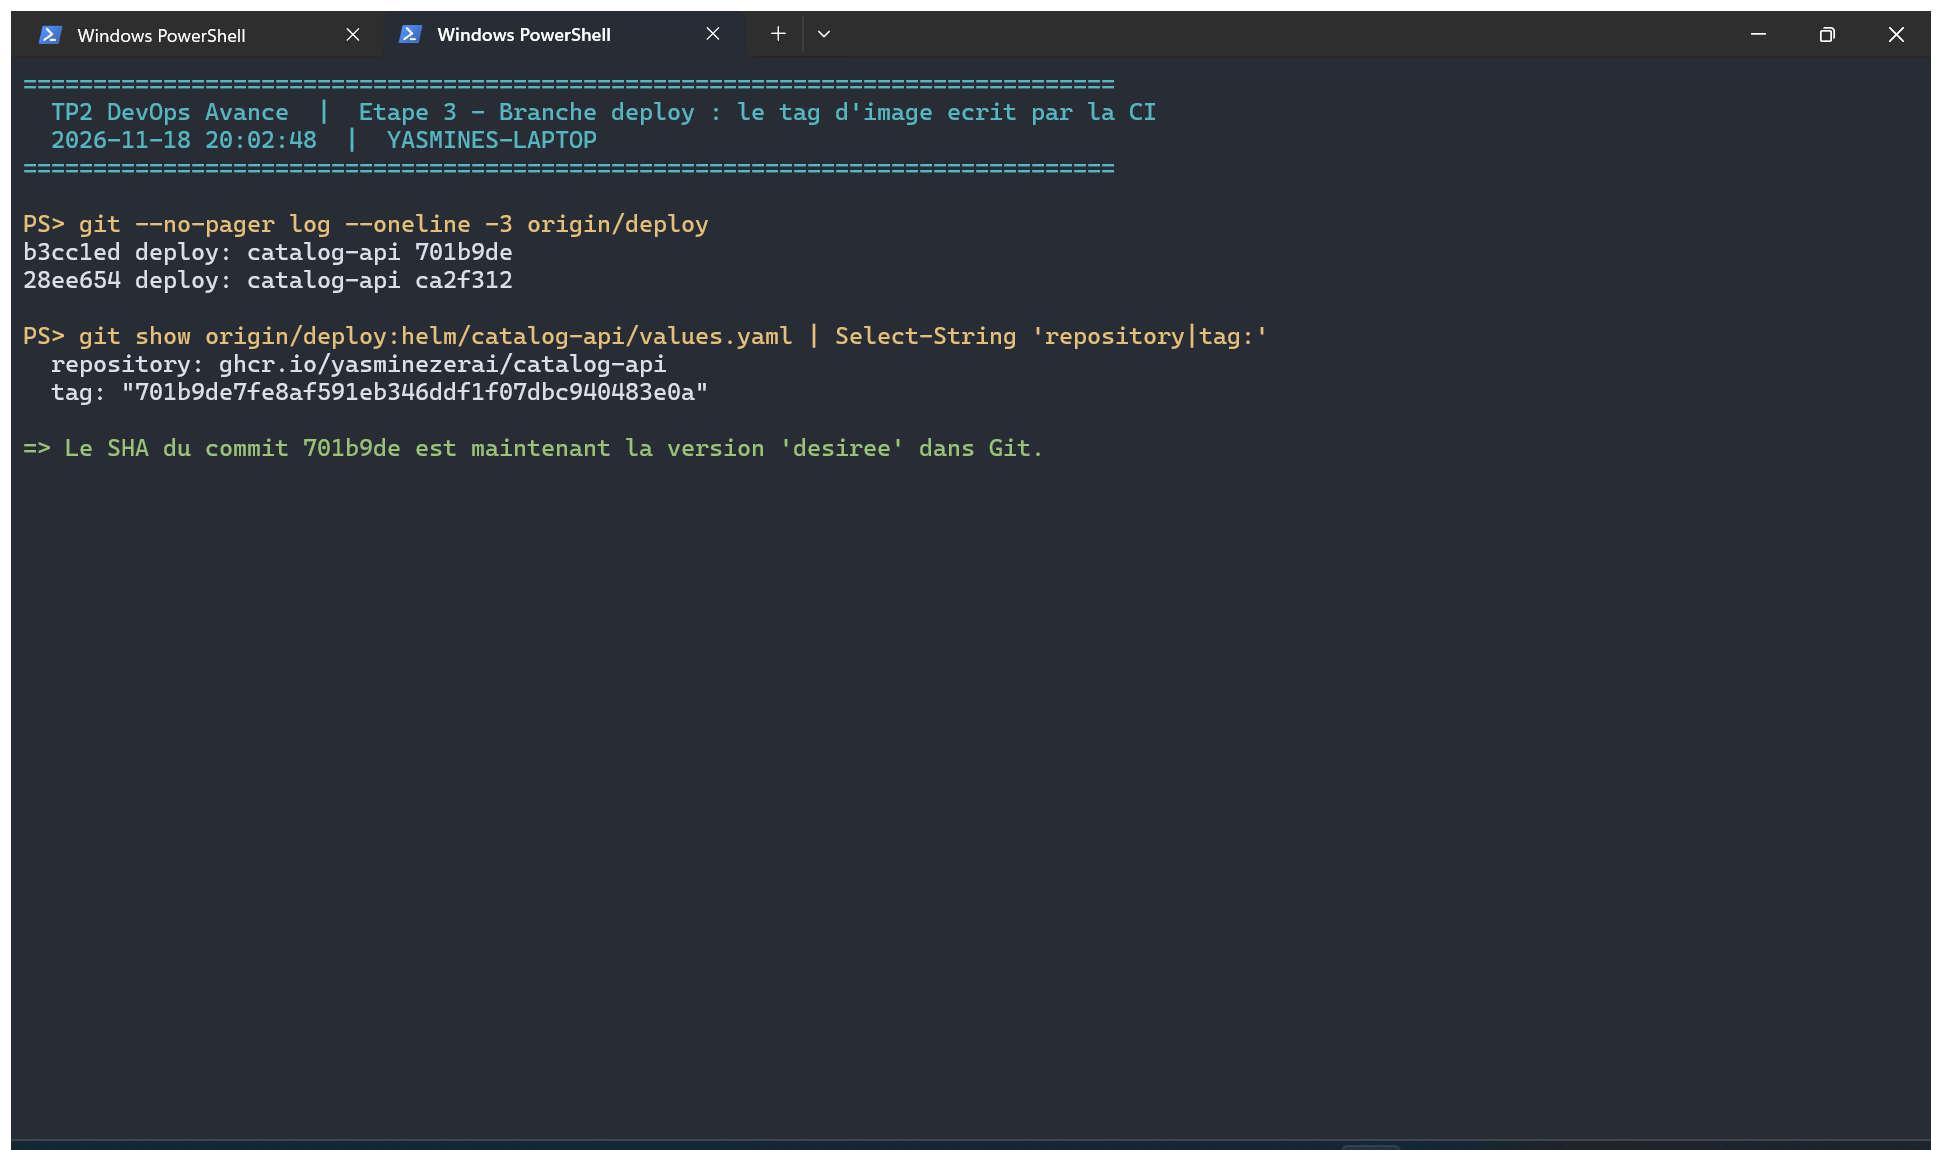 Windows PowerShell
Windows PowerShell
==============================================================================
TP2 DevOps Avance | Etape 3 - Branche deploy : le tag d'image ecrit par la CI
2026-11-18 20:02:48 | YASMINES-LAPTOP
==============================================================================
PS> git --no-pager log --oneline -3 origin/deploy
b3cc1ed deploy: catalog-api 701b9de
28ee654 deploy: catalog-api ca2f312
PS> git show origin/deploy:helm/catalog-api/values.yaml | Select-String 'repository|tag:'
repository: ghcr.io/yasminezerai/catalog-api
tag: "701b9de7fe8af591eb346ddf1f07dbc940483e0a"
=> Le SHA du commit 701b9de est maintenant la version 'desiree' dans Git.